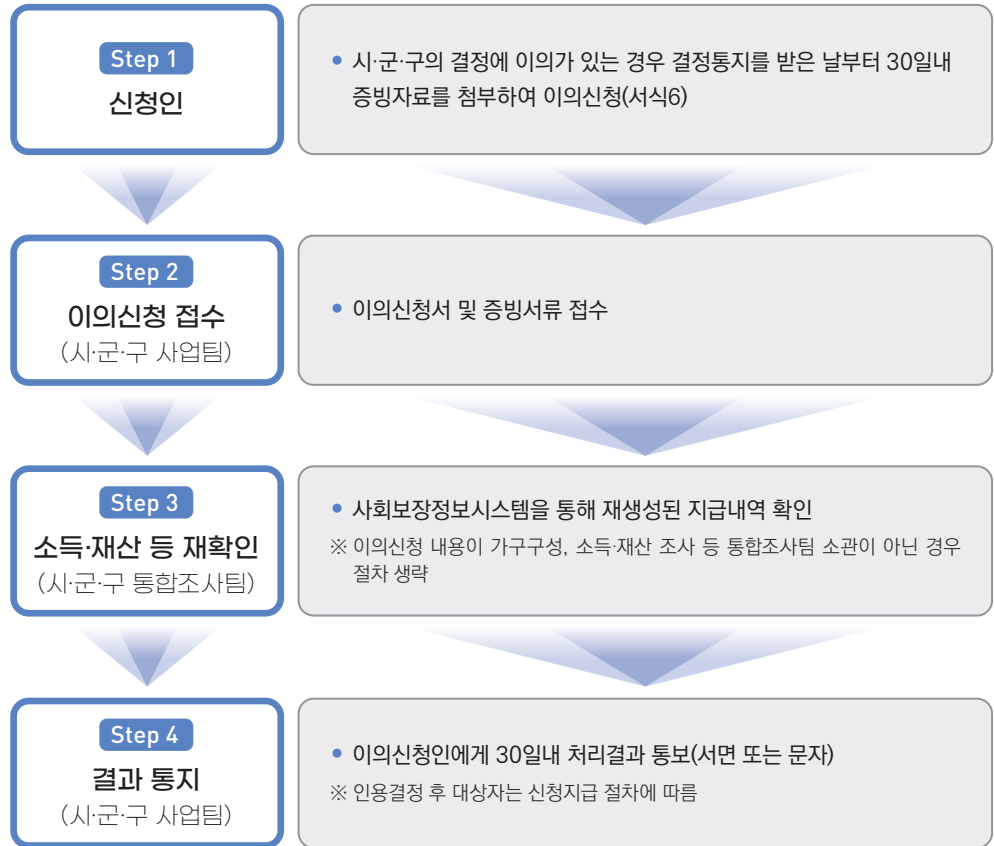 Step 1
신청인
• 시·군·구의 결정에 이의가 있는 경우 결정통지를 받은 날부터 30일내
증빙자료를 첨부하여 이의신청(서식6)
Step 2
이의신청 접수
(시·군·구 사업팀)
• 이의신청서 및 증빙서류 접수
Step 3
소득·재산 등 재확인
(시·군·구 통합조사팀)
• 사회보장정보시스템을 통해 재생성된 지급내역 확인
※ 이의신청 내용이 가구구성, 소득·재산 조사 등 통합조사팀 소관이 아닌 경우
절차 생략
Step 4
결과 통지
(시·군·구 사업팀)
• 이의신청인에게 30일내 처리결과 통보(서면 또는 문자)
※ 인용결정 후 대상자는 신청지급 절차에 따름